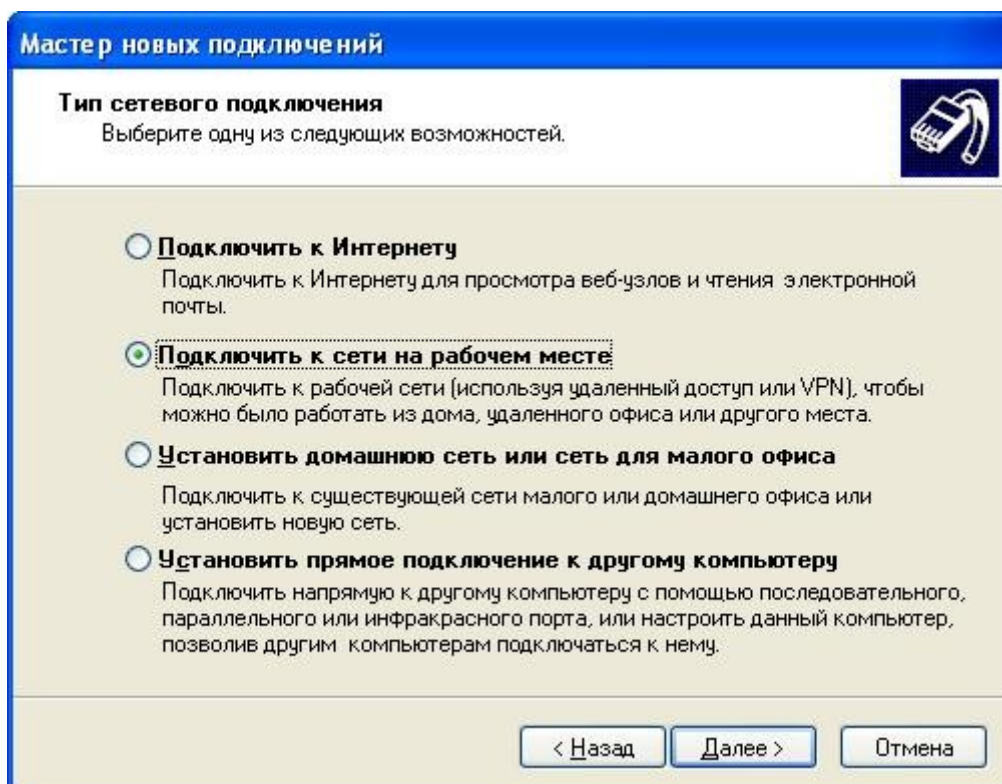 Мастер новых подключений
Тип сетевого подключения
Выберите одну из следующих возможностей.
Подключить к Интернету
Подключить к Интернету для просмотра веб-узлов и чтения электронной
почты.
Подключить к сети на рабочем месте
Подключить к рабочей сети (используя удаленный доступ или VPN), чтобы
можно было работать из дома, удаленного офиса или другого места.
Установить домашнюю сеть или сеть для малого офиса
Подключить к существующей сети малого или домашнего офиса или
установить новую сеть.
Установить прямое подключение к другому компьютеру
Подключить напрямую к другому компьютеру с помощью последовательного,
параллельного или инфракрасного порта, или настроить данный компьютер,
позволив другим компьютерам подключаться к нему.
< Назад Далее > Отмена